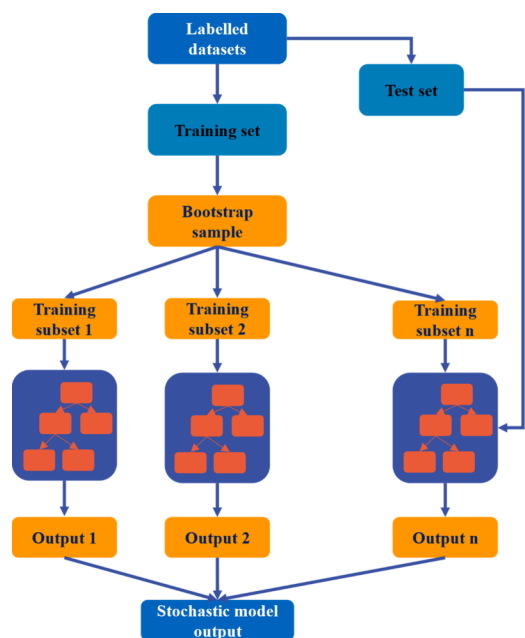 Labelled
datasets
Test set
Training set
Bootstrap
sample
Training
subset 1
Training
subset 2
Training
subset n
Output 1
Output 2
Output n
Stochastic model
output